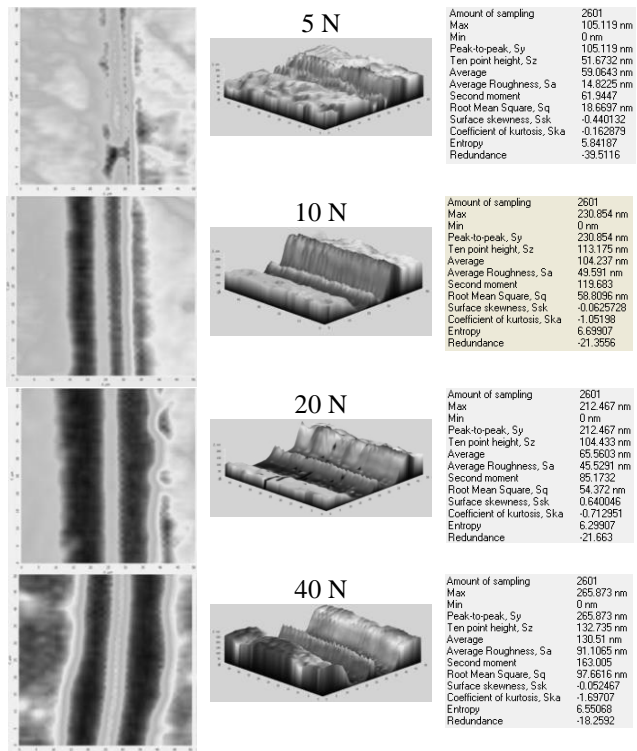 5 N
Amount of sampling 2601
Max 105.119 nm
Min 0 nm
Peak-to-peak, Sy 105.119 nm
Ten point height, Sz 51.6732 nm
Average 59.0643 nm
Average Roughness, Sa 14.8225 nm
Second moment 61.9447
Root Mean Square, Sq 18.6697 nm
Surface skewness, Ssk -0.440132
Coefficient of kurtosis, Ska -0.162879
Entropy 5.84187
Redundance -39.5116
10 N
Amount of sampling 2601
Max 230.854 nm
Min 0 nm
Peak-to-peak, Sy 230.854 nm
Ten point height, Sz 113.175 nm
Average 104.237 nm
Average Roughness, Sa 49.591 nm
Second moment 119.683
Root Mean Square, Sq 58.8096 nm
Surface skewness, Ssk -0.0625728
Coefficient of kurtosis, Ska -1.05198
Entropy 6.69907
Redundance -21.3556
20 N
Amount of sampling 2601
Max 212.467 nm
Min 0 nm
Peak-to-peak, Sy 212.467 nm
Ten point height, Sz 104.433 nm
Average 65.5603 nm
Average Roughness, Sa 45.5291 nm
Second moment 85.1732
Root Mean Square, Sq 54.372 nm
Surface skewness, Ssk 0.640046
Coefficient of kurtosis, Ska -0.712951
Entropy 6.29907
Redundance -21.663
40 N
Amount of sampling 2601
Max 265.873 nm
Min 0 nm
Peak-to-peak, Sy 265.873 nm
Ten point height, Sz 132.735 nm
Average 130.51 nm
Average Roughness, Sa 91.1065 nm
Second moment 163.005
Root Mean Square, Sq 97.6616 nm
Surface skewness, Ssk -0.052467
Coefficient of kurtosis, Ska -1.69707
Entropy 6.55068
Redundance -18.2592